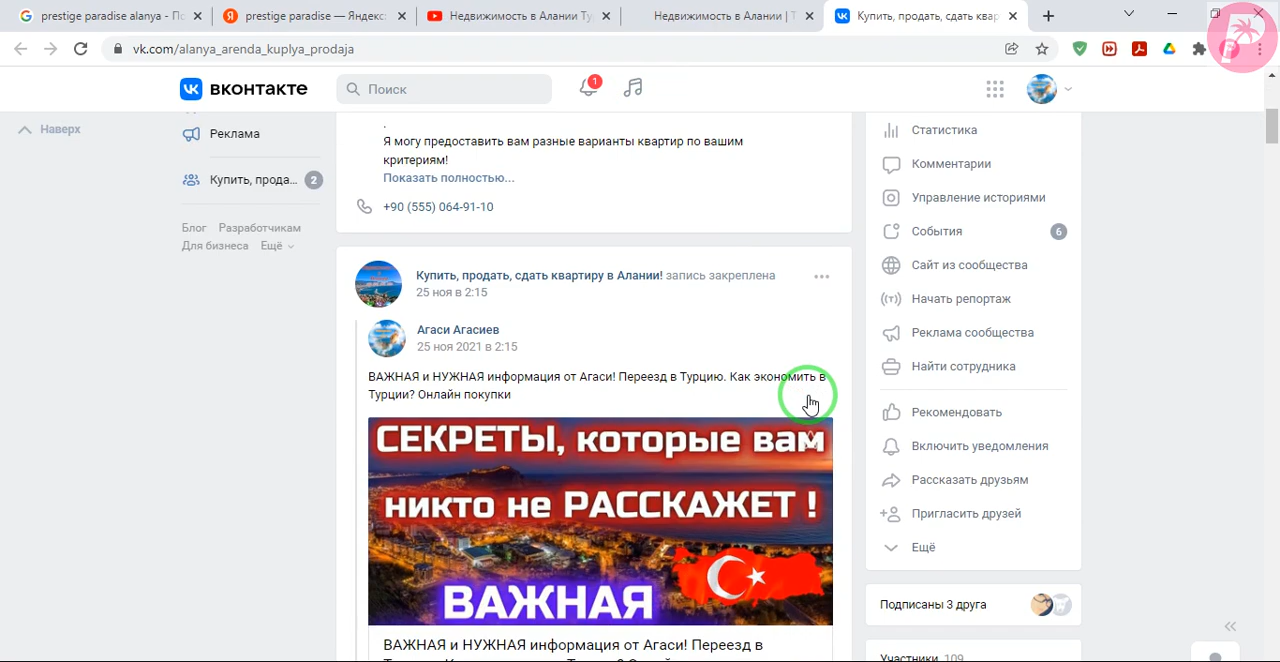 prestige paradise alanya - По
prestige paradise — Яндекс
Недвижимость в Алании Ту
Недвижимость в Алании | Т
Купить, продать, сдать квар
vk.com/alanya_arenda_kuplya_prodaja
вконтакте
Поиск
1
Наверх
Реклама
Купить, прода...
2
Блог Разработчикам
Для бизнеса Ещё
Я могу предоставить вам разные варианты квартир по вашим
критериям!
Показать полностью...
+90 (555) 064-91-10
Купить, продать, сдать квартиру в Алании! запись закреплена
25 ноя в 2:15
Агаси Агасиев
25 ноя 2021 в 2:15
ВАЖНАЯ и НУЖНАЯ информация от Агаси! Переезд в Турцию. Как экономить в
Турции? Онлайн покупки
СЕКРЕТЫ, которые вам
никто не РАССКАЖЕТ !
ВАЖНАЯ
ВАЖНАЯ и НУЖНАЯ информация от Агаси! Переезд в
Статистика
Комментарии
Управление историями
События
6
Сайт из сообщества
Начать репортаж
Реклама сообщества
Найти сотрудника
Рекомендовать
Включить уведомления
Рассказать друзьям
Пригласить друзей
Ещё
Подписаны 3 друга
Участники 109